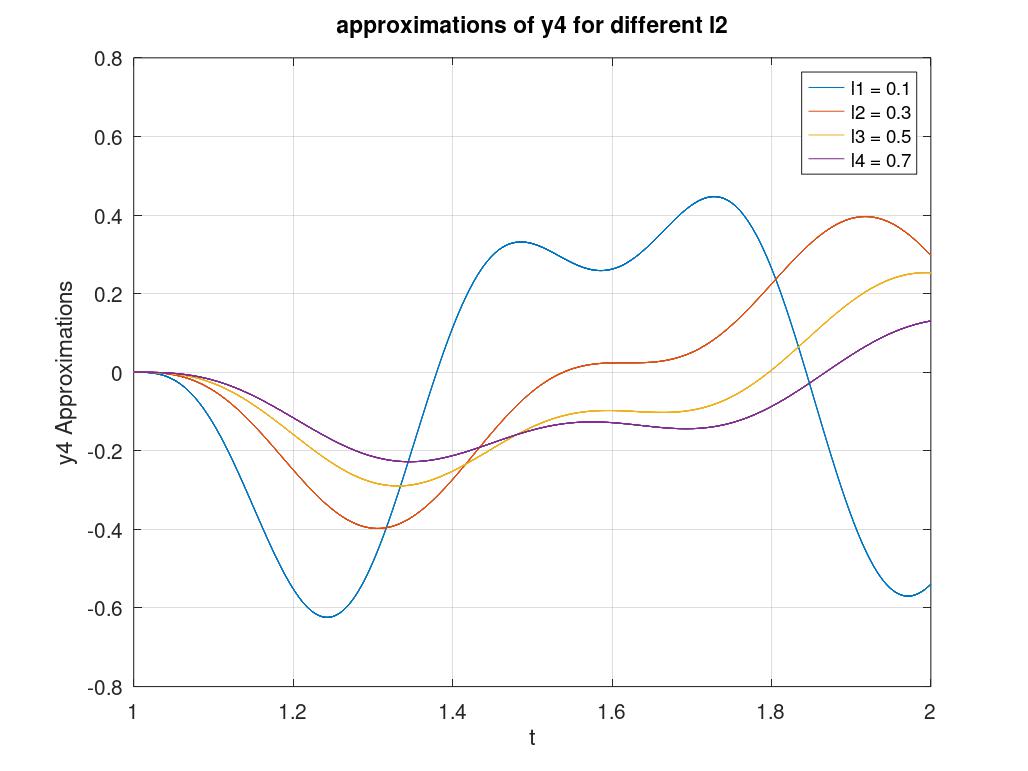 approximations of y4 for different l2
0.8
0.6
0.4
0.2
0
-0.2
-0.4
-0.6
-0.8
y4 Approximations
l1 = 0.1
l2 = 0.3
l3 = 0.5
l4 = 0.7
1
1.2
1.4
1.6
1.8
2
t